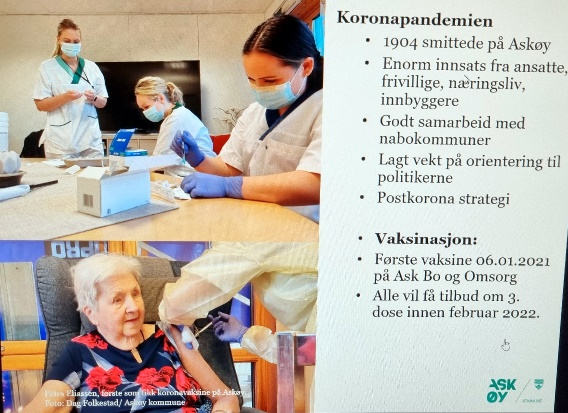 Koronapandemien
• 1904 smittede på Askøy
• Enorm innsats fra ansatte,
frivillige, næringsliv,
innbyggere
• Godt samarbeid med
nabokommuner
• Lagt vekt på orientering til
politikerne
• Postkorona strategi
• Vaksinasjon:
• Første vaksine 06.01.2021
på Ask Bo og Omsorg
• Alle vil få tilbud om 3.
dose innen februar 2022.
Eliassen, første som fikk koronavaksine på Askøy.
Foto: Dag Folkestad/ Askøy kommune
PRO
ASK
ØY
KOMMUNE